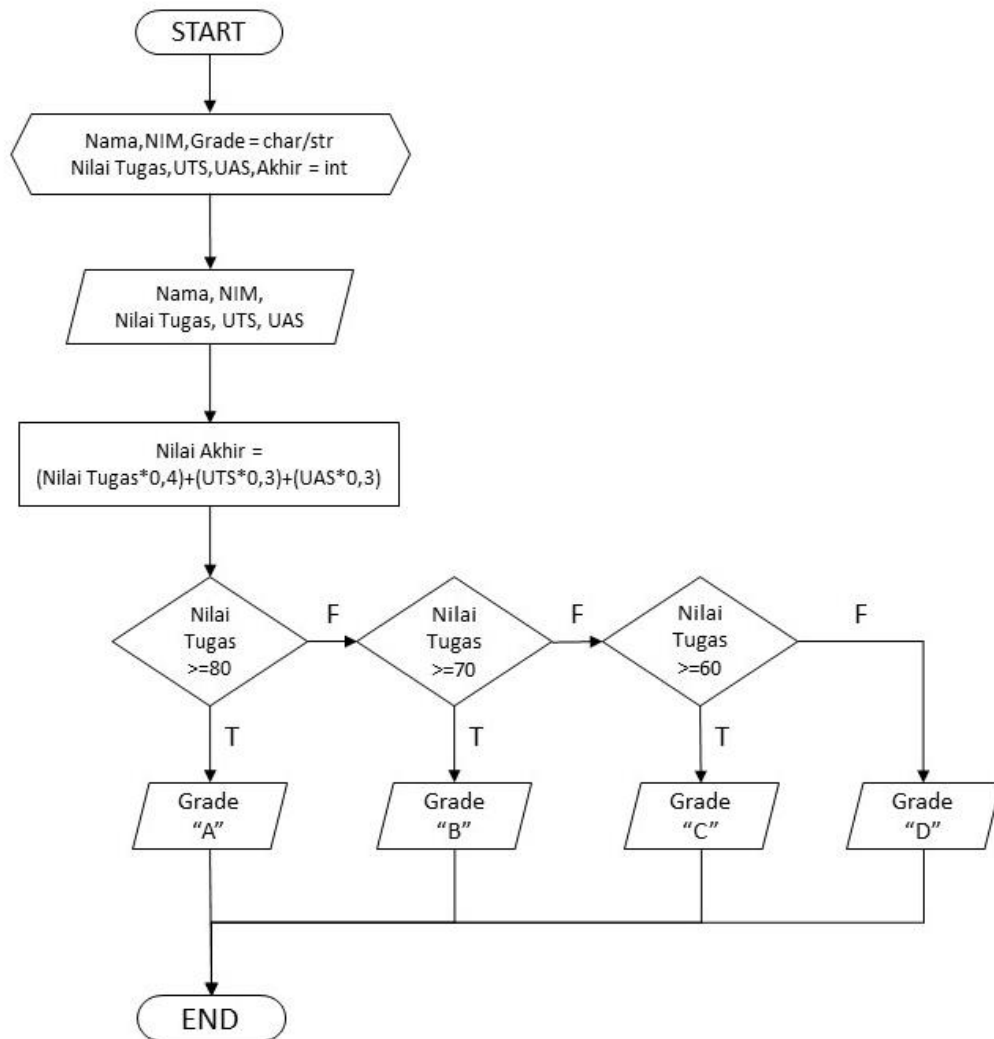 START
Nama,NIM,Grade = char/str
Nilai Tugas,UTS,UAS,Akhir = int
Nama, NIM,
Nilai Tugas, UTS, UAS
Nilai Akhir =
(Nilai Tugas*0,4)+(UTS*0,3)+(UAS*0,3)
Nilai
Tugas
>=80
F
Nilai
Tugas
>=70
F
Nilai
Tugas
>=60
F
T
T
T
Grade
“A”
Grade
“B”
Grade
“C”
Grade
“D”
END